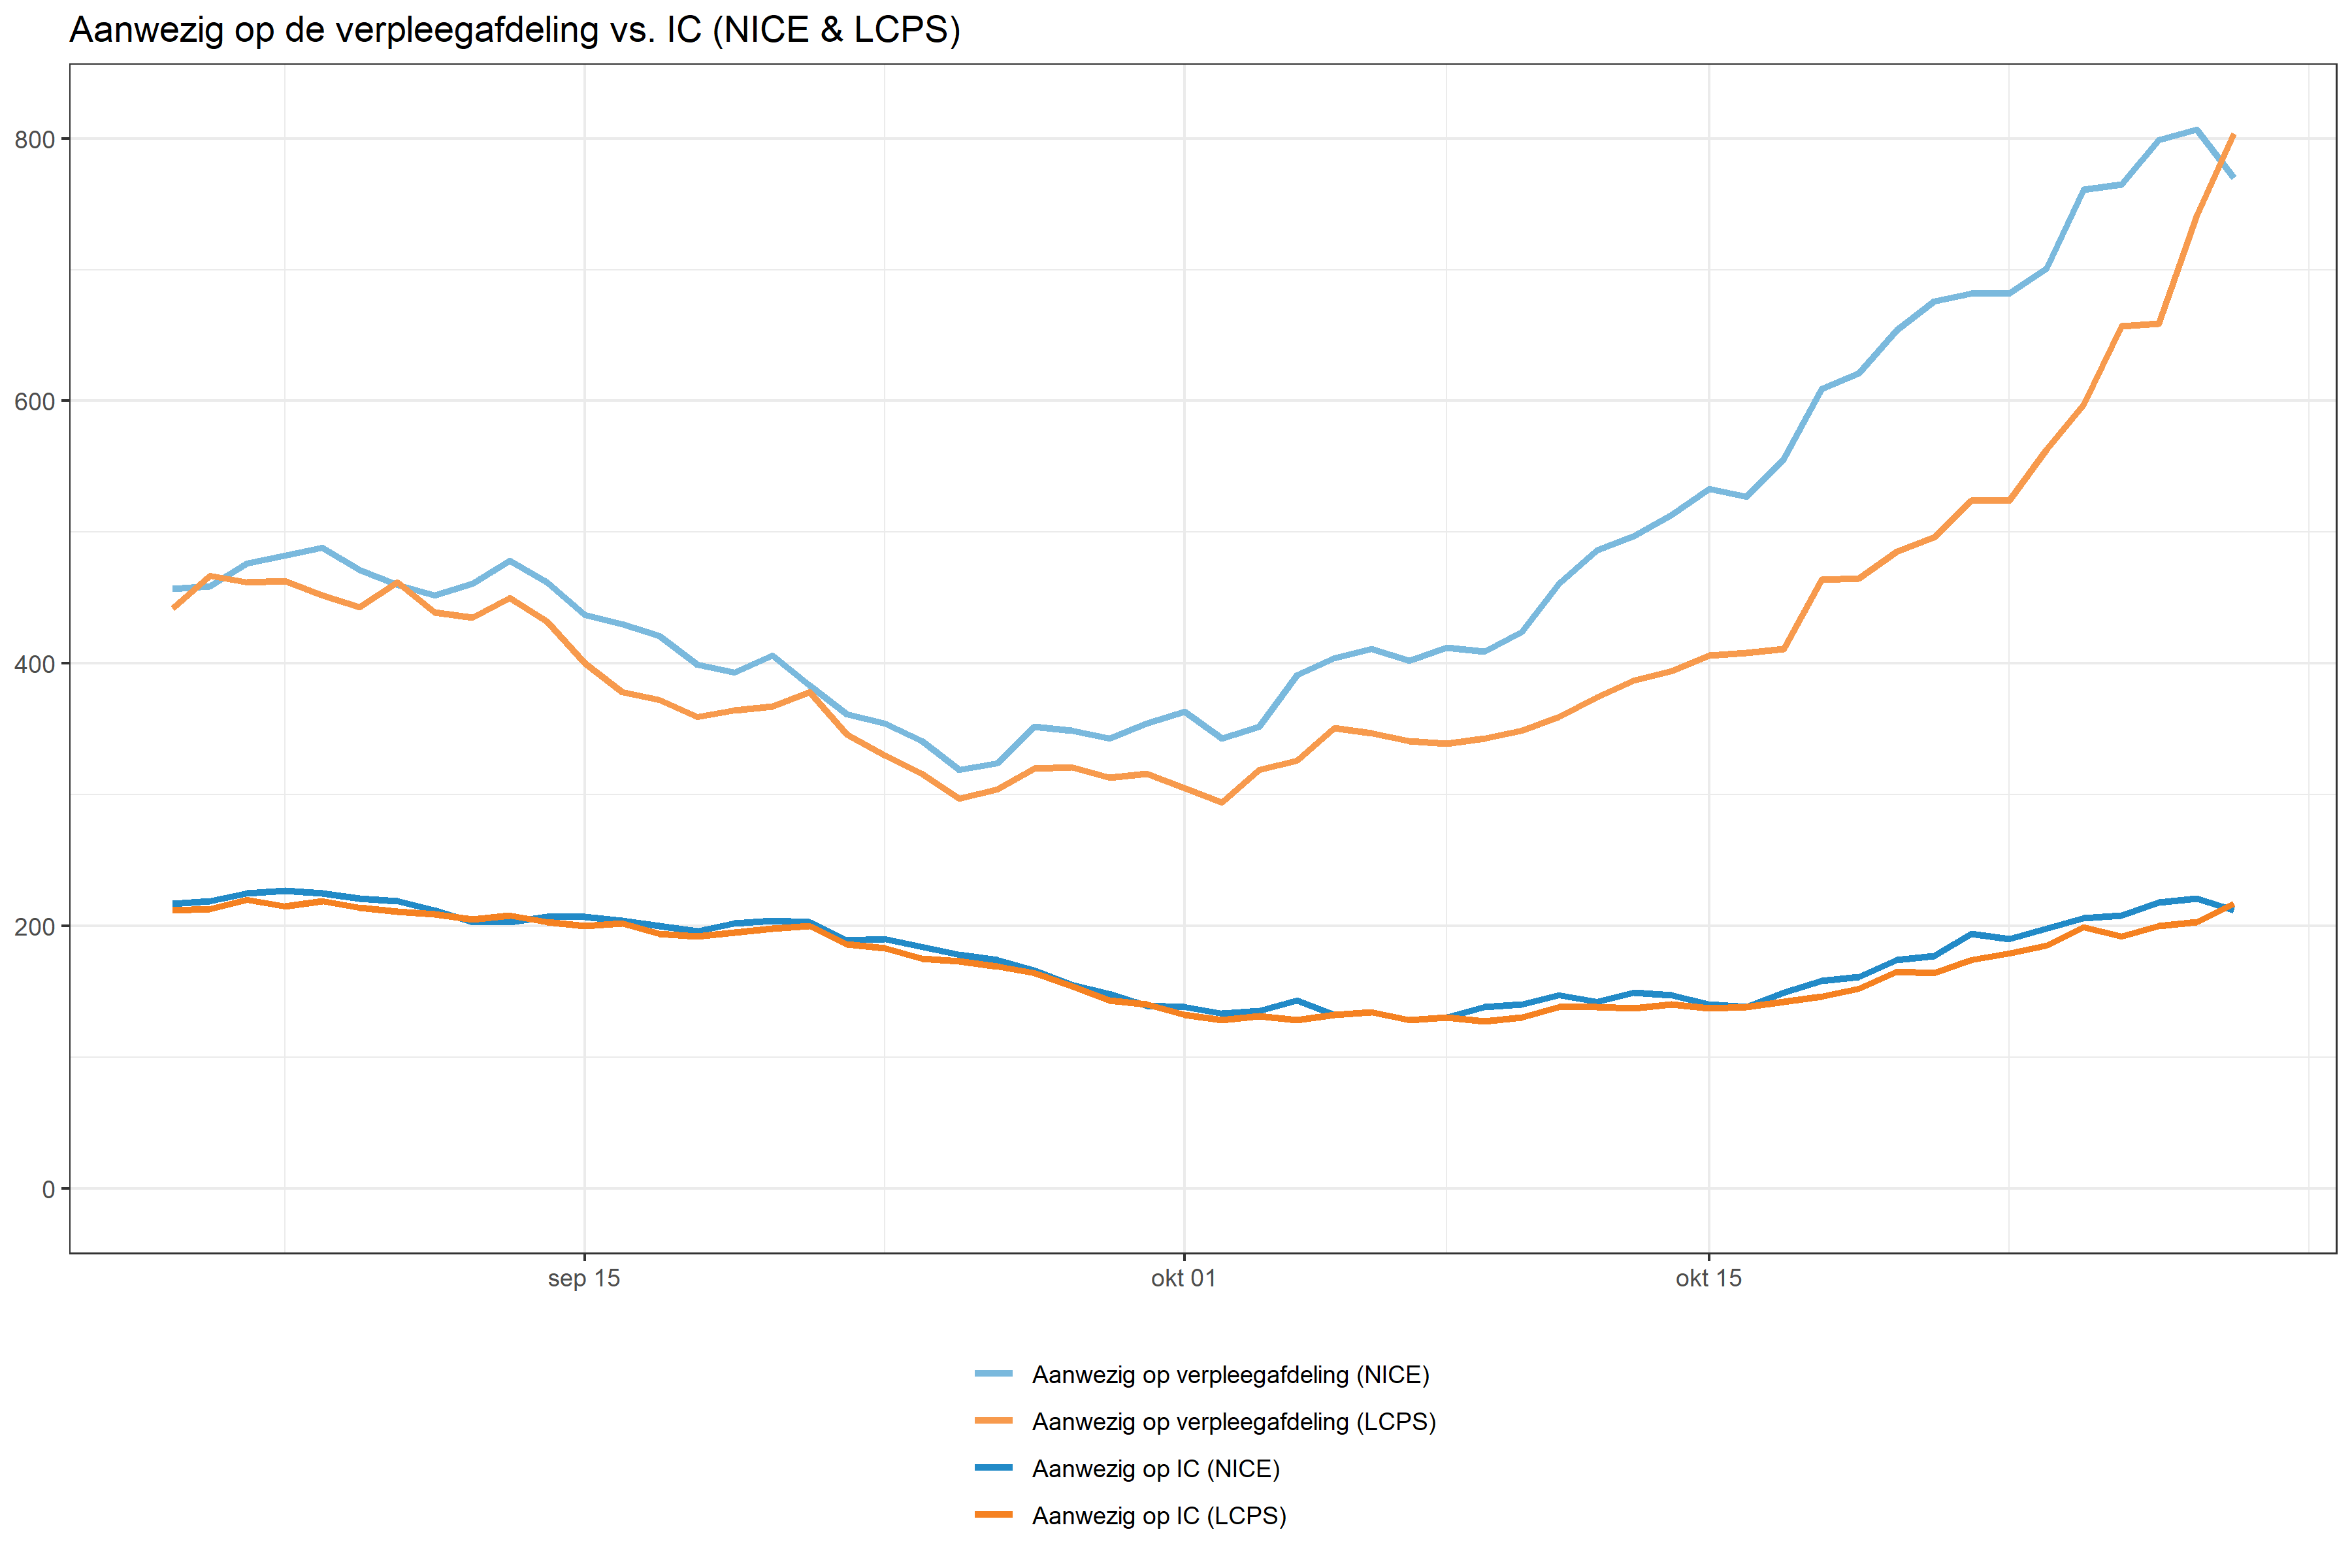 Aanwezig op de verpleegafdeling vs. IC (NICE & LCPS)
800
600
400
200
0
sep 15
okt 01
okt 15
Aanwezig op verpleegafdeling (NICE)
Aanwezig op verpleegafdeling (LCPS)
Aanwezig op IC (NICE)
Aanwezig op IC (LCPS)